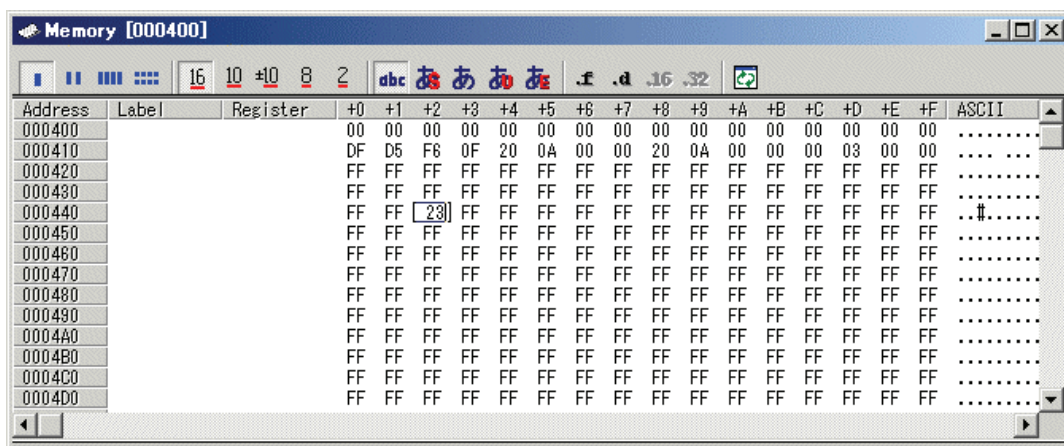 Memory [000400]
16 10 ±10 8 2 abc あS あ あD あE .f .d .16 .32
Address Label Register +0 +1 +2 +3 +4 +5 +6 +7 +8 +9 +A +B +C +D +E +F ASCII
000400 00 00 00 00 00 00 00 00 00 00 00 00 00 00 00 00 .........
000410 DF D5 F6 0F 20 0A 00 00 20 0A 00 00 00 03 00 00 .... ...
000420 FF FF FF FF FF FF FF FF FF FF FF FF FF FF FF FF .........
000430 FF FF FF FF FF FF FF FF FF FF FF FF FF FF FF FF .........
000440 FF FF 23 FF FF FF FF FF FF FF FF FF FF FF FF FF ..#......
000450 FF FF FF FF FF FF FF FF FF FF FF FF FF FF FF FF .........
000460 FF FF FF FF FF FF FF FF FF FF FF FF FF FF FF FF .........
000470 FF FF FF FF FF FF FF FF FF FF FF FF FF FF FF FF .........
000480 FF FF FF FF FF FF FF FF FF FF FF FF FF FF FF FF .........
000490 FF FF FF FF FF FF FF FF FF FF FF FF FF FF FF FF .........
0004A0 FF FF FF FF FF FF FF FF FF FF FF FF FF FF FF FF .........
0004B0 FF FF FF FF FF FF FF FF FF FF FF FF FF FF FF FF .........
0004C0 FF FF FF FF FF FF FF FF FF FF FF FF FF FF FF FF .........
0004D0 FF FF FF FF FF FF FF FF FF FF FF FF FF FF FF FF .........